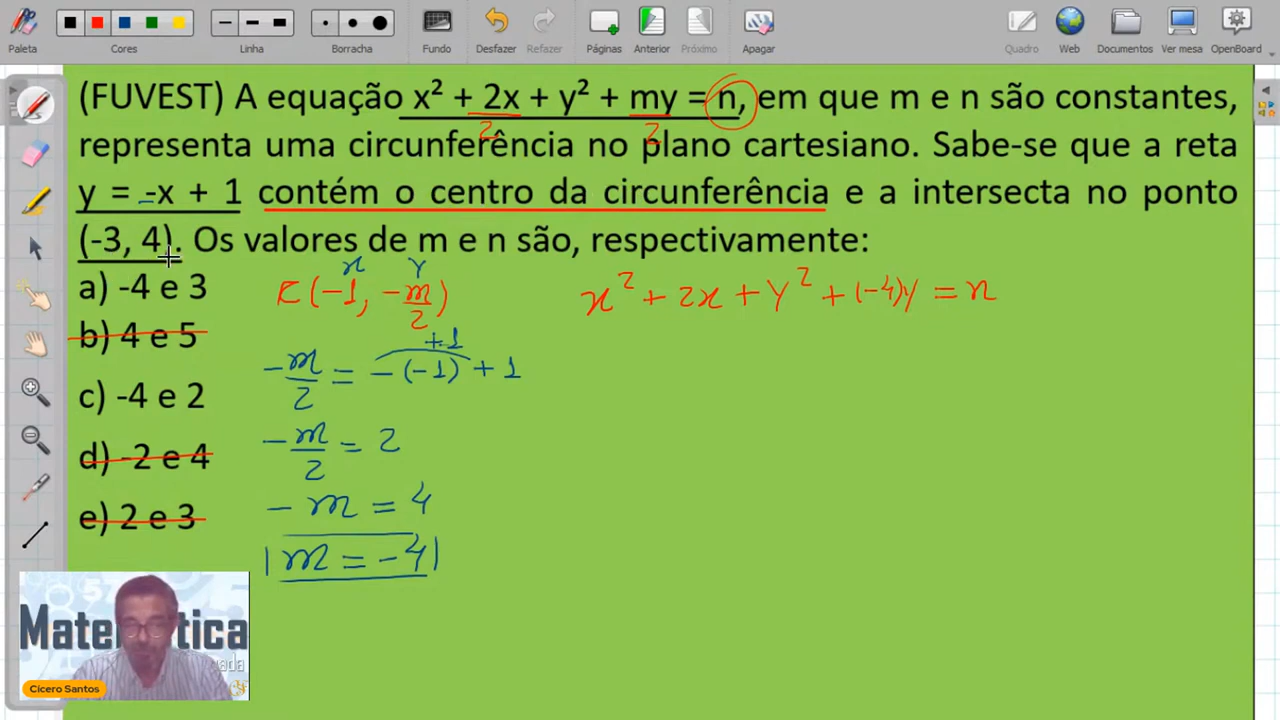 Paleta Cores Linha Borracha Fundo Desfazer Refazer Páginas Anterior Próximo Apagar Quadro Web Documentos Ver mesa OpenBoard
(FUVEST) A equação x² + 2x + y² + my = n, em que m e n são constantes,
2 2
representa uma circunferência no plano cartesiano. Sabe-se que a reta
y = -x + 1 contém o centro da circunferência e a intersecta no ponto
(-3, 4). Os valores de m e n são, respectivamente:
x y
a) -4 e 3
C (-1, -m/2)
x² + 2x + y² + (-4)y = n
b) 4 e 5
+1
-m/2 = -(-1) + 1
c) -4 e 2
-m/2 = 2
d) -2 e 4
- m = 4
e) 2 e 3
m = -4
Matemática
Cícero Santos